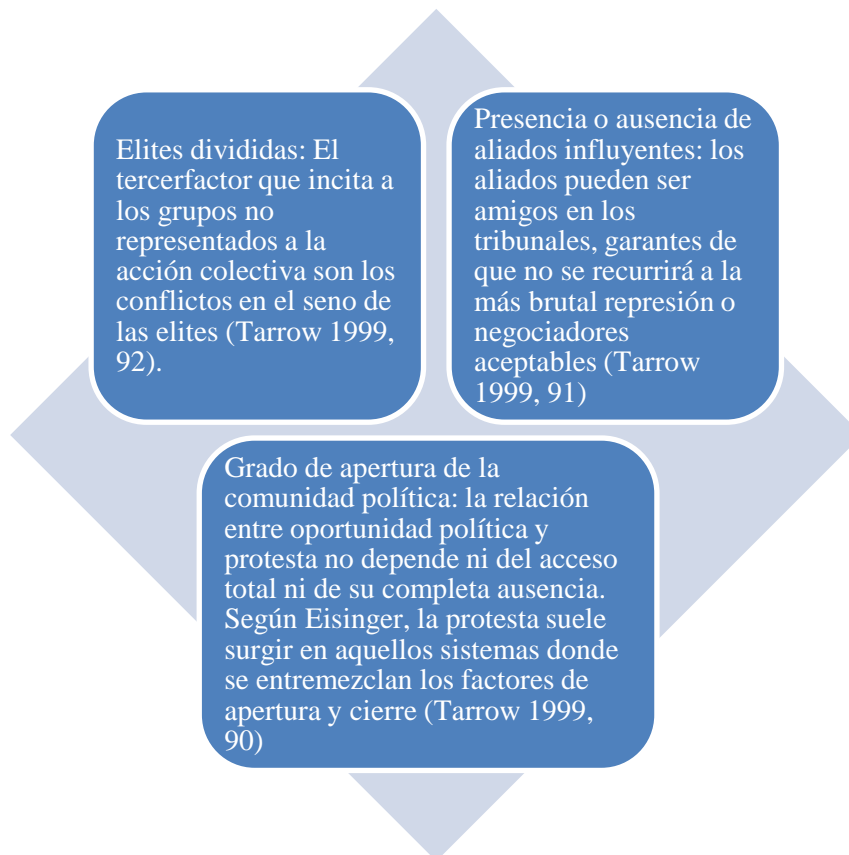 Elites divididas: El
tercerfactor que incita a
los grupos no
representados a la
acción colectiva son los
conflictos en el seno de
las elites (Tarrow 1999,
92).
Presencia o ausencia de
aliados influyentes: los
aliados pueden ser
amigos en los
tribunales, garantes de
que no se recurrirá a la
más brutal represión o
negociadores
aceptables (Tarrow
1999, 91)
Grado de apertura de la
comunidad política: la relación
entre oportunidad política y
protesta no depende ni del acceso
total ni de su completa ausencia.
Según Eisinger, la protesta suele
surgir en aquellos sistemas donde
se entremezclan los factores de
apertura y cierre (Tarrow 1999,
90)